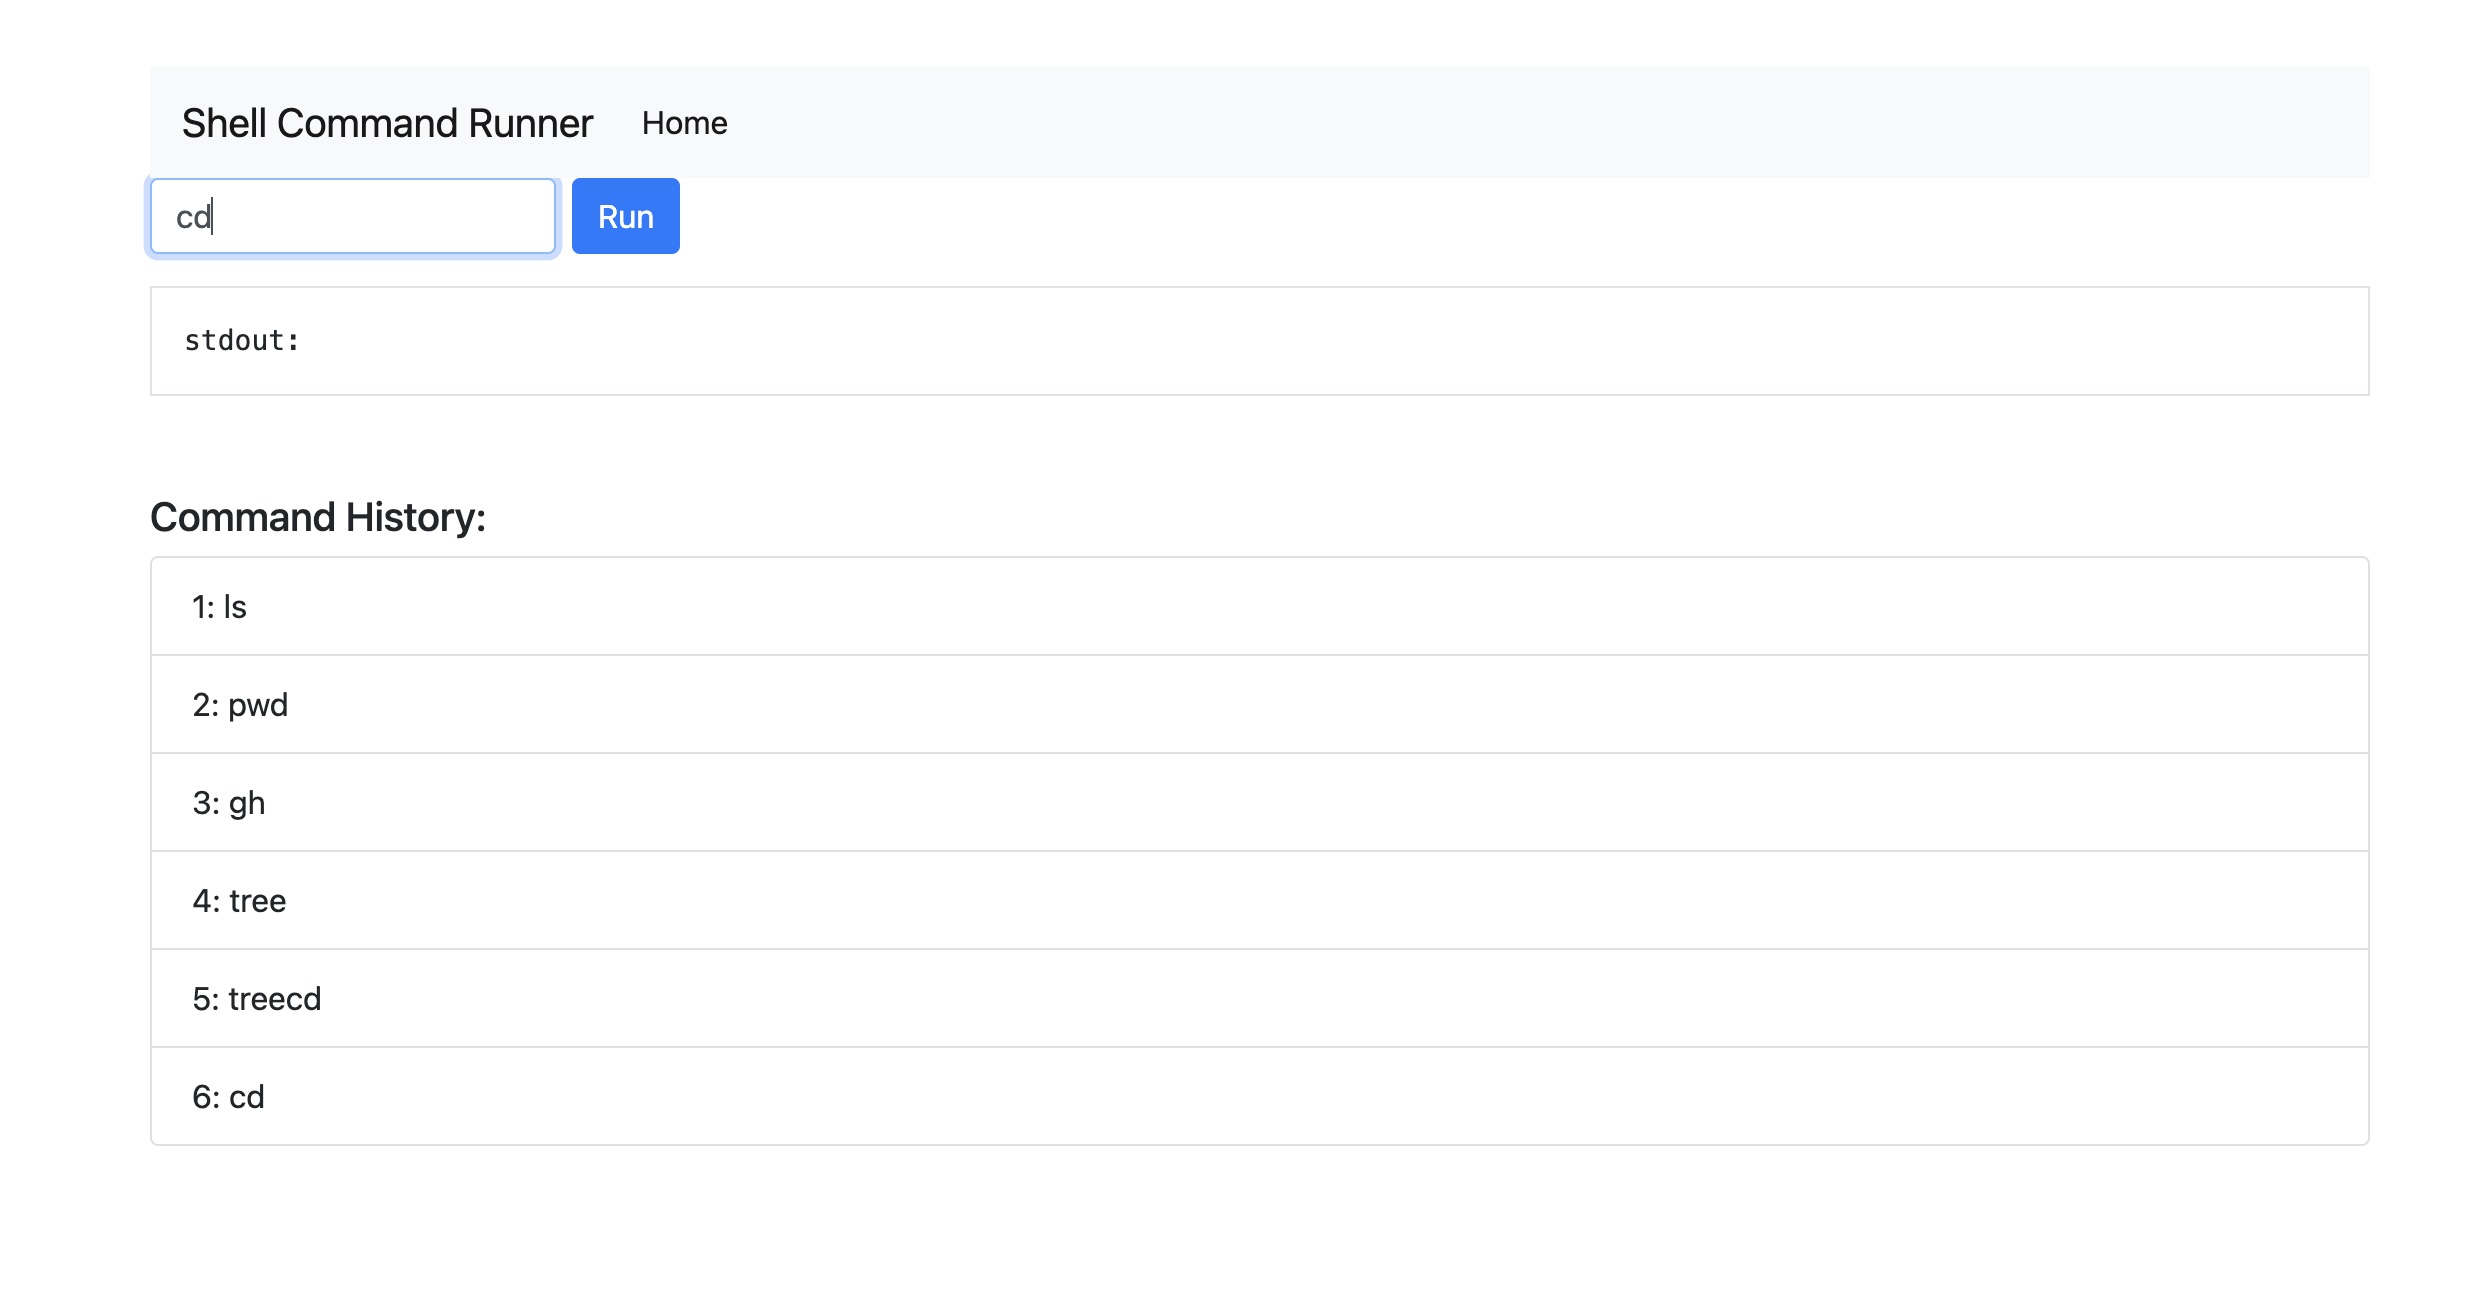 Shell Command Runner Home
cd Run
stdout:
Command History:
1: ls
2: pwd
3: gh
4: tree
5: treecd
6: cd